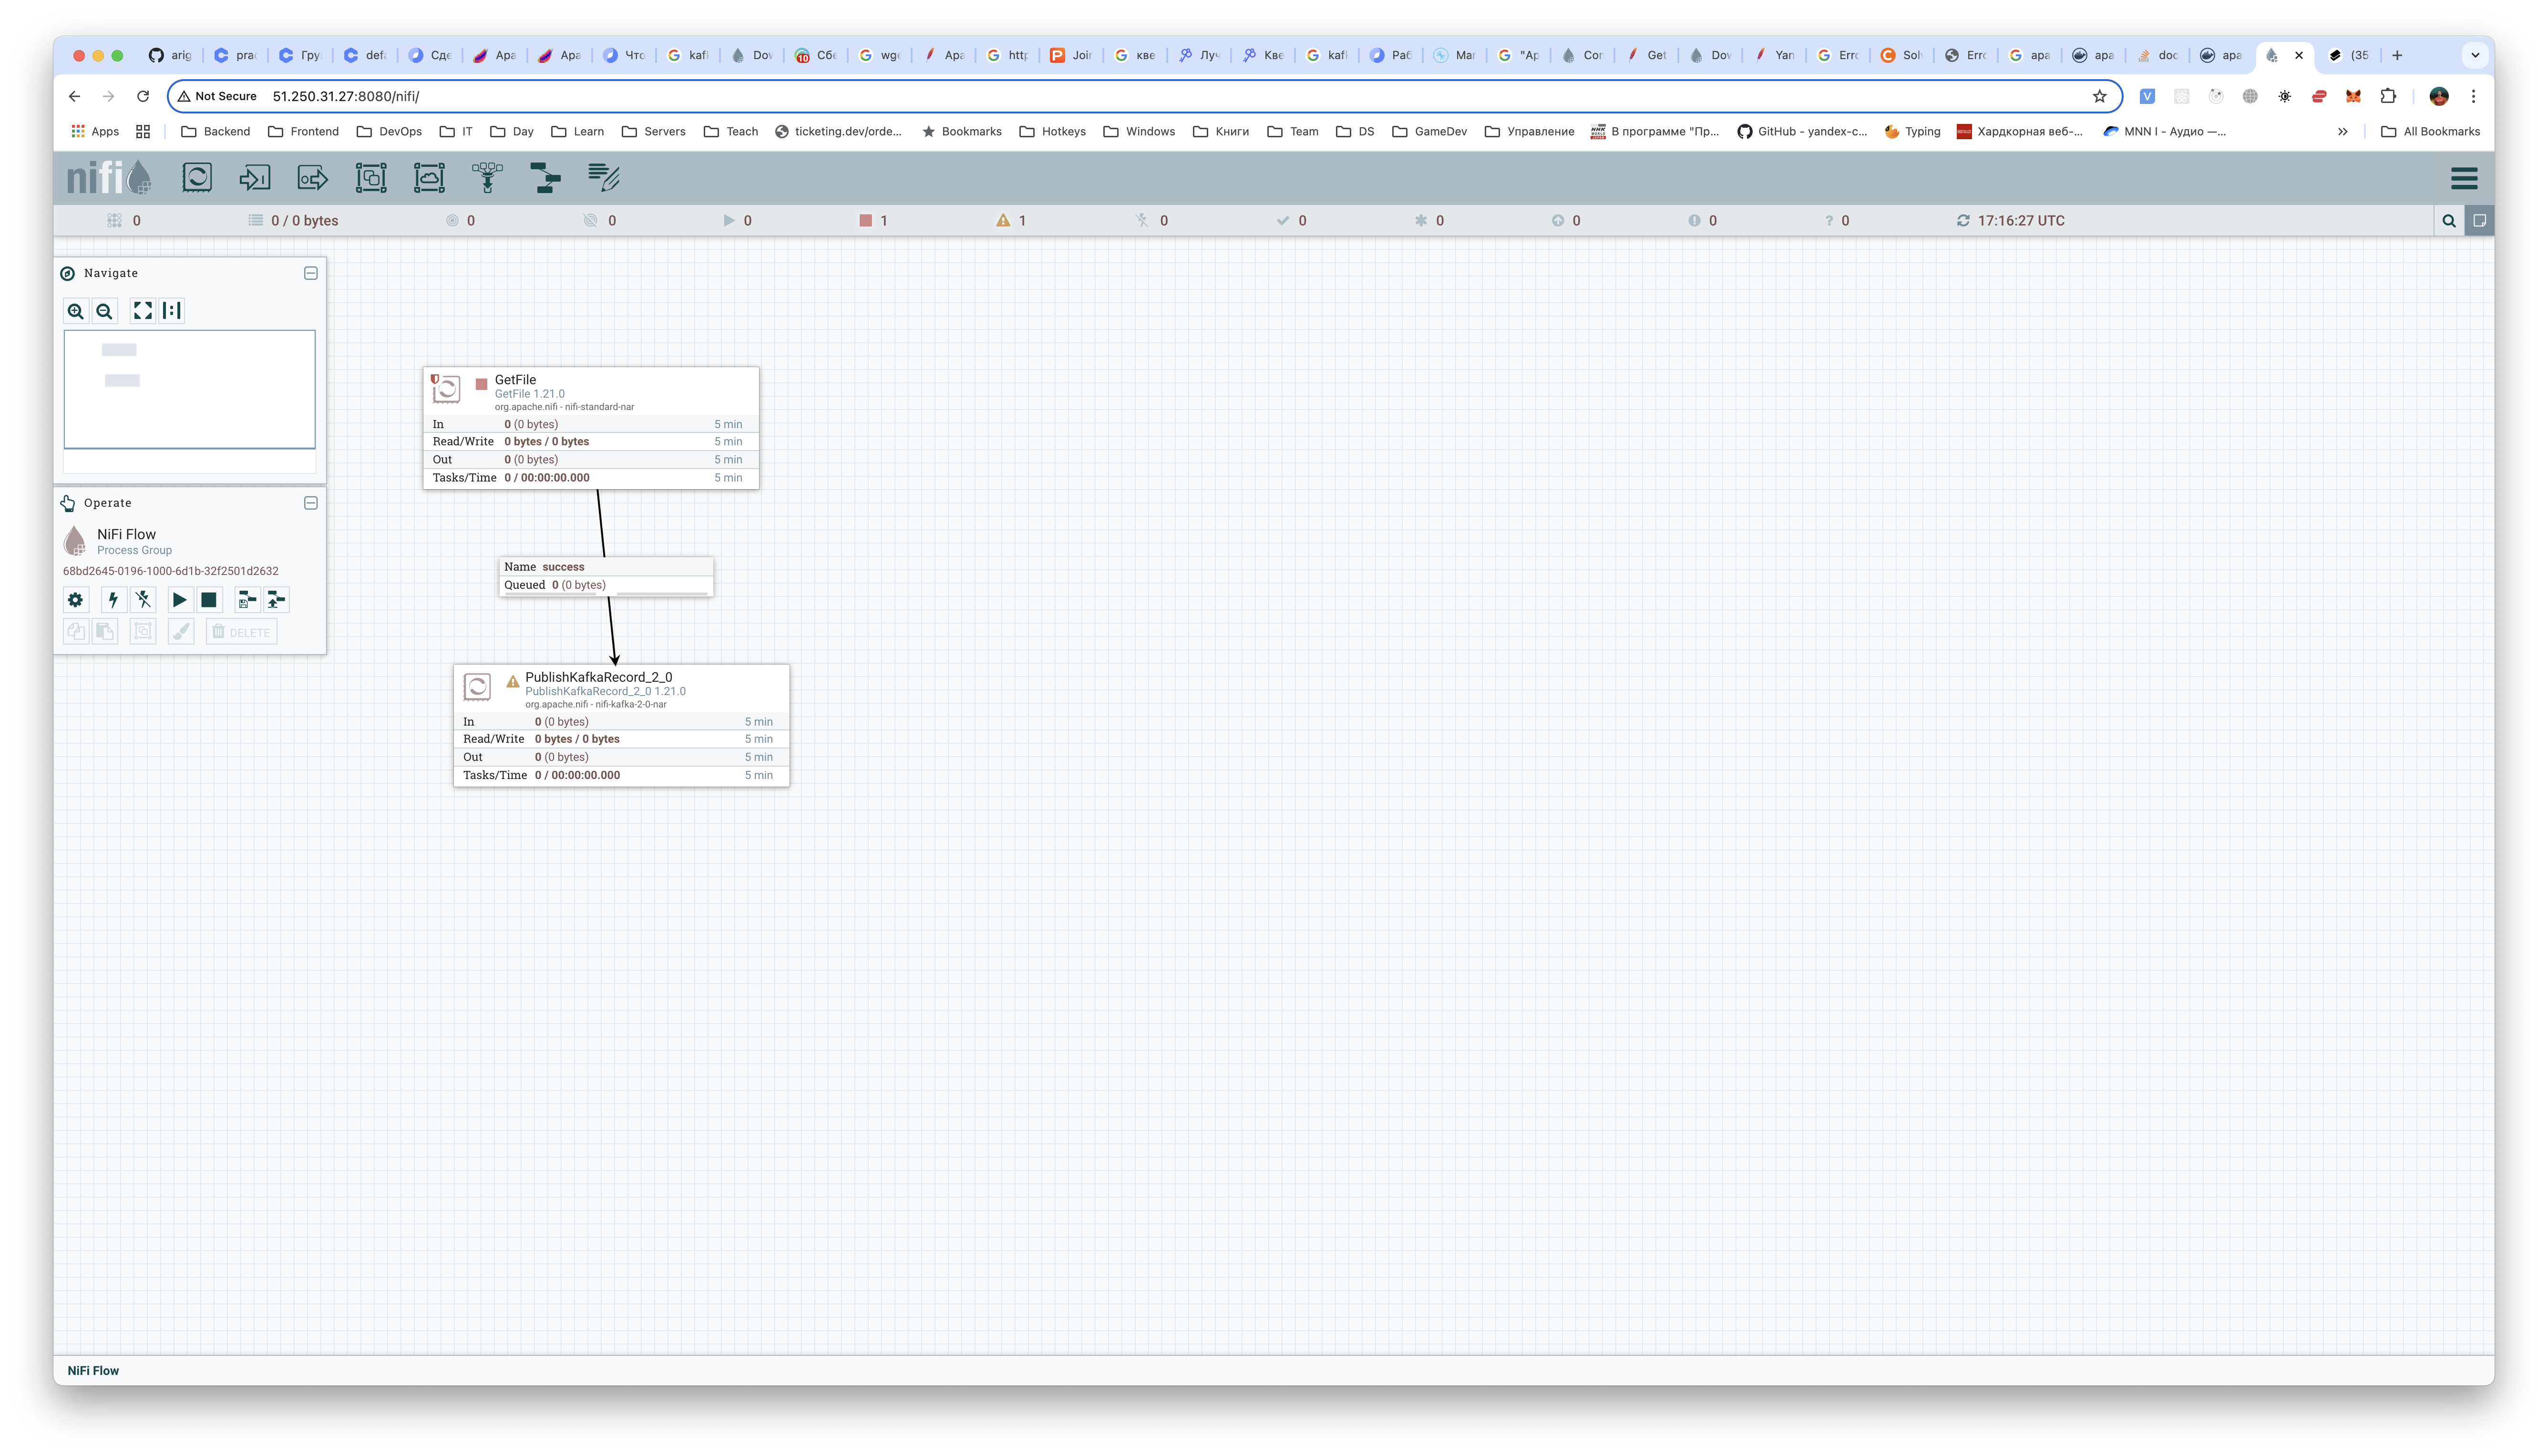 arig prac Гру defa Сде Apa Apa Что kafl Dov Сбе wge Apa http Join кве Луч Кве kafl Раб Mar "Ap Con Get Dov Yan Erro Solv Erro apa apa doc apa (35
Not Secure 51.250.31.27:8080/nifi/
Apps Backend Frontend DevOps IT Day Learn Servers Teach ticketing.dev/orde... Bookmarks Hotkeys Windows Книги Team DS GameDev Управление В программе "Пр... GitHub - yandex-c... Typing Хардкорная веб-... MNN I - Аудио —... » All Bookmarks
nifi
0 0 / 0 bytes 0 0 0 1 1 0 0 0 0 0 ? 0 17:16:27 UTC
Navigate
Operate
NiFi Flow
Process Group
68bd2645-0196-1000-6d1b-32f2501d2632
DELETE
GetFile
GetFile 1.21.0
org.apache.nifi - nifi-standard-nar
In 0 (0 bytes) 5 min
Read/Write 0 bytes / 0 bytes 5 min
Out 0 (0 bytes) 5 min
Tasks/Time 0 / 00:00:00.000 5 min
Name success
Queued 0 (0 bytes)
PublishKafkaRecord_2_0
PublishKafkaRecord_2_0 1.21.0
org.apache.nifi - nifi-kafka-2-0-nar
In 0 (0 bytes) 5 min
Read/Write 0 bytes / 0 bytes 5 min
Out 0 (0 bytes) 5 min
Tasks/Time 0 / 00:00:00.000 5 min
NiFi Flow